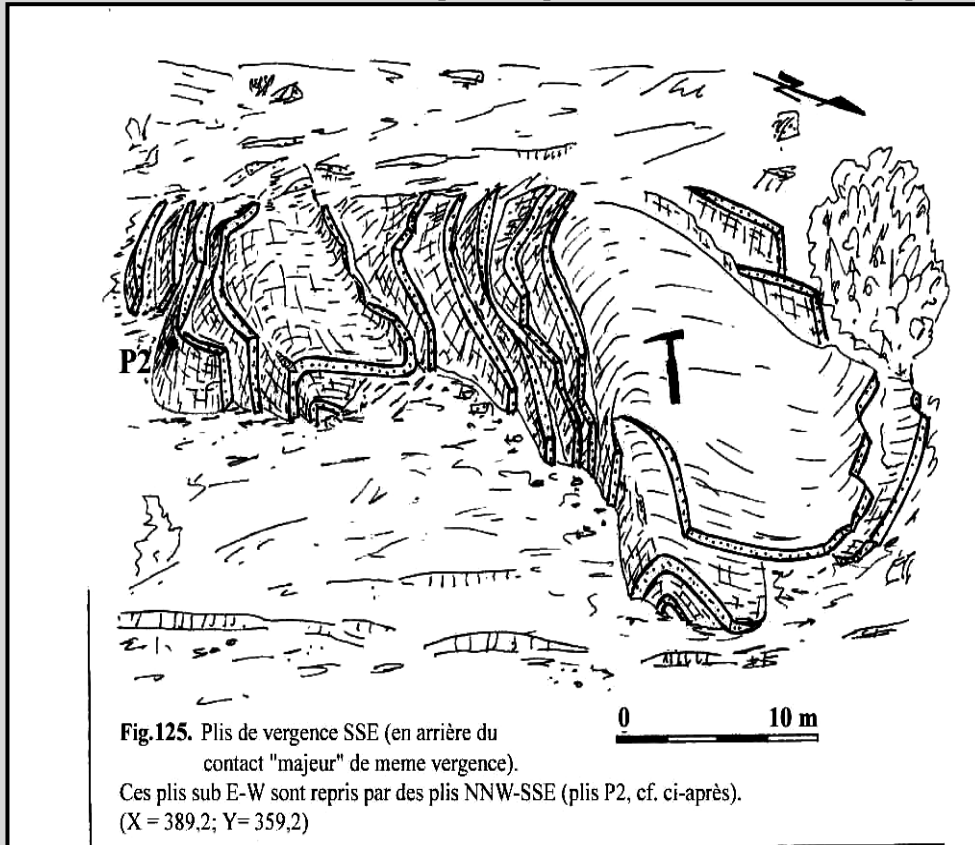 P2
0 10 m
Fig.125. Plis de vergence SSE (en arrière du
contact "majeur" de meme vergence).
Ces plis sub E-W sont repris par des plis NNW-SSE (plis P2, cf. ci-après).
(X = 389,2; Y= 359,2)